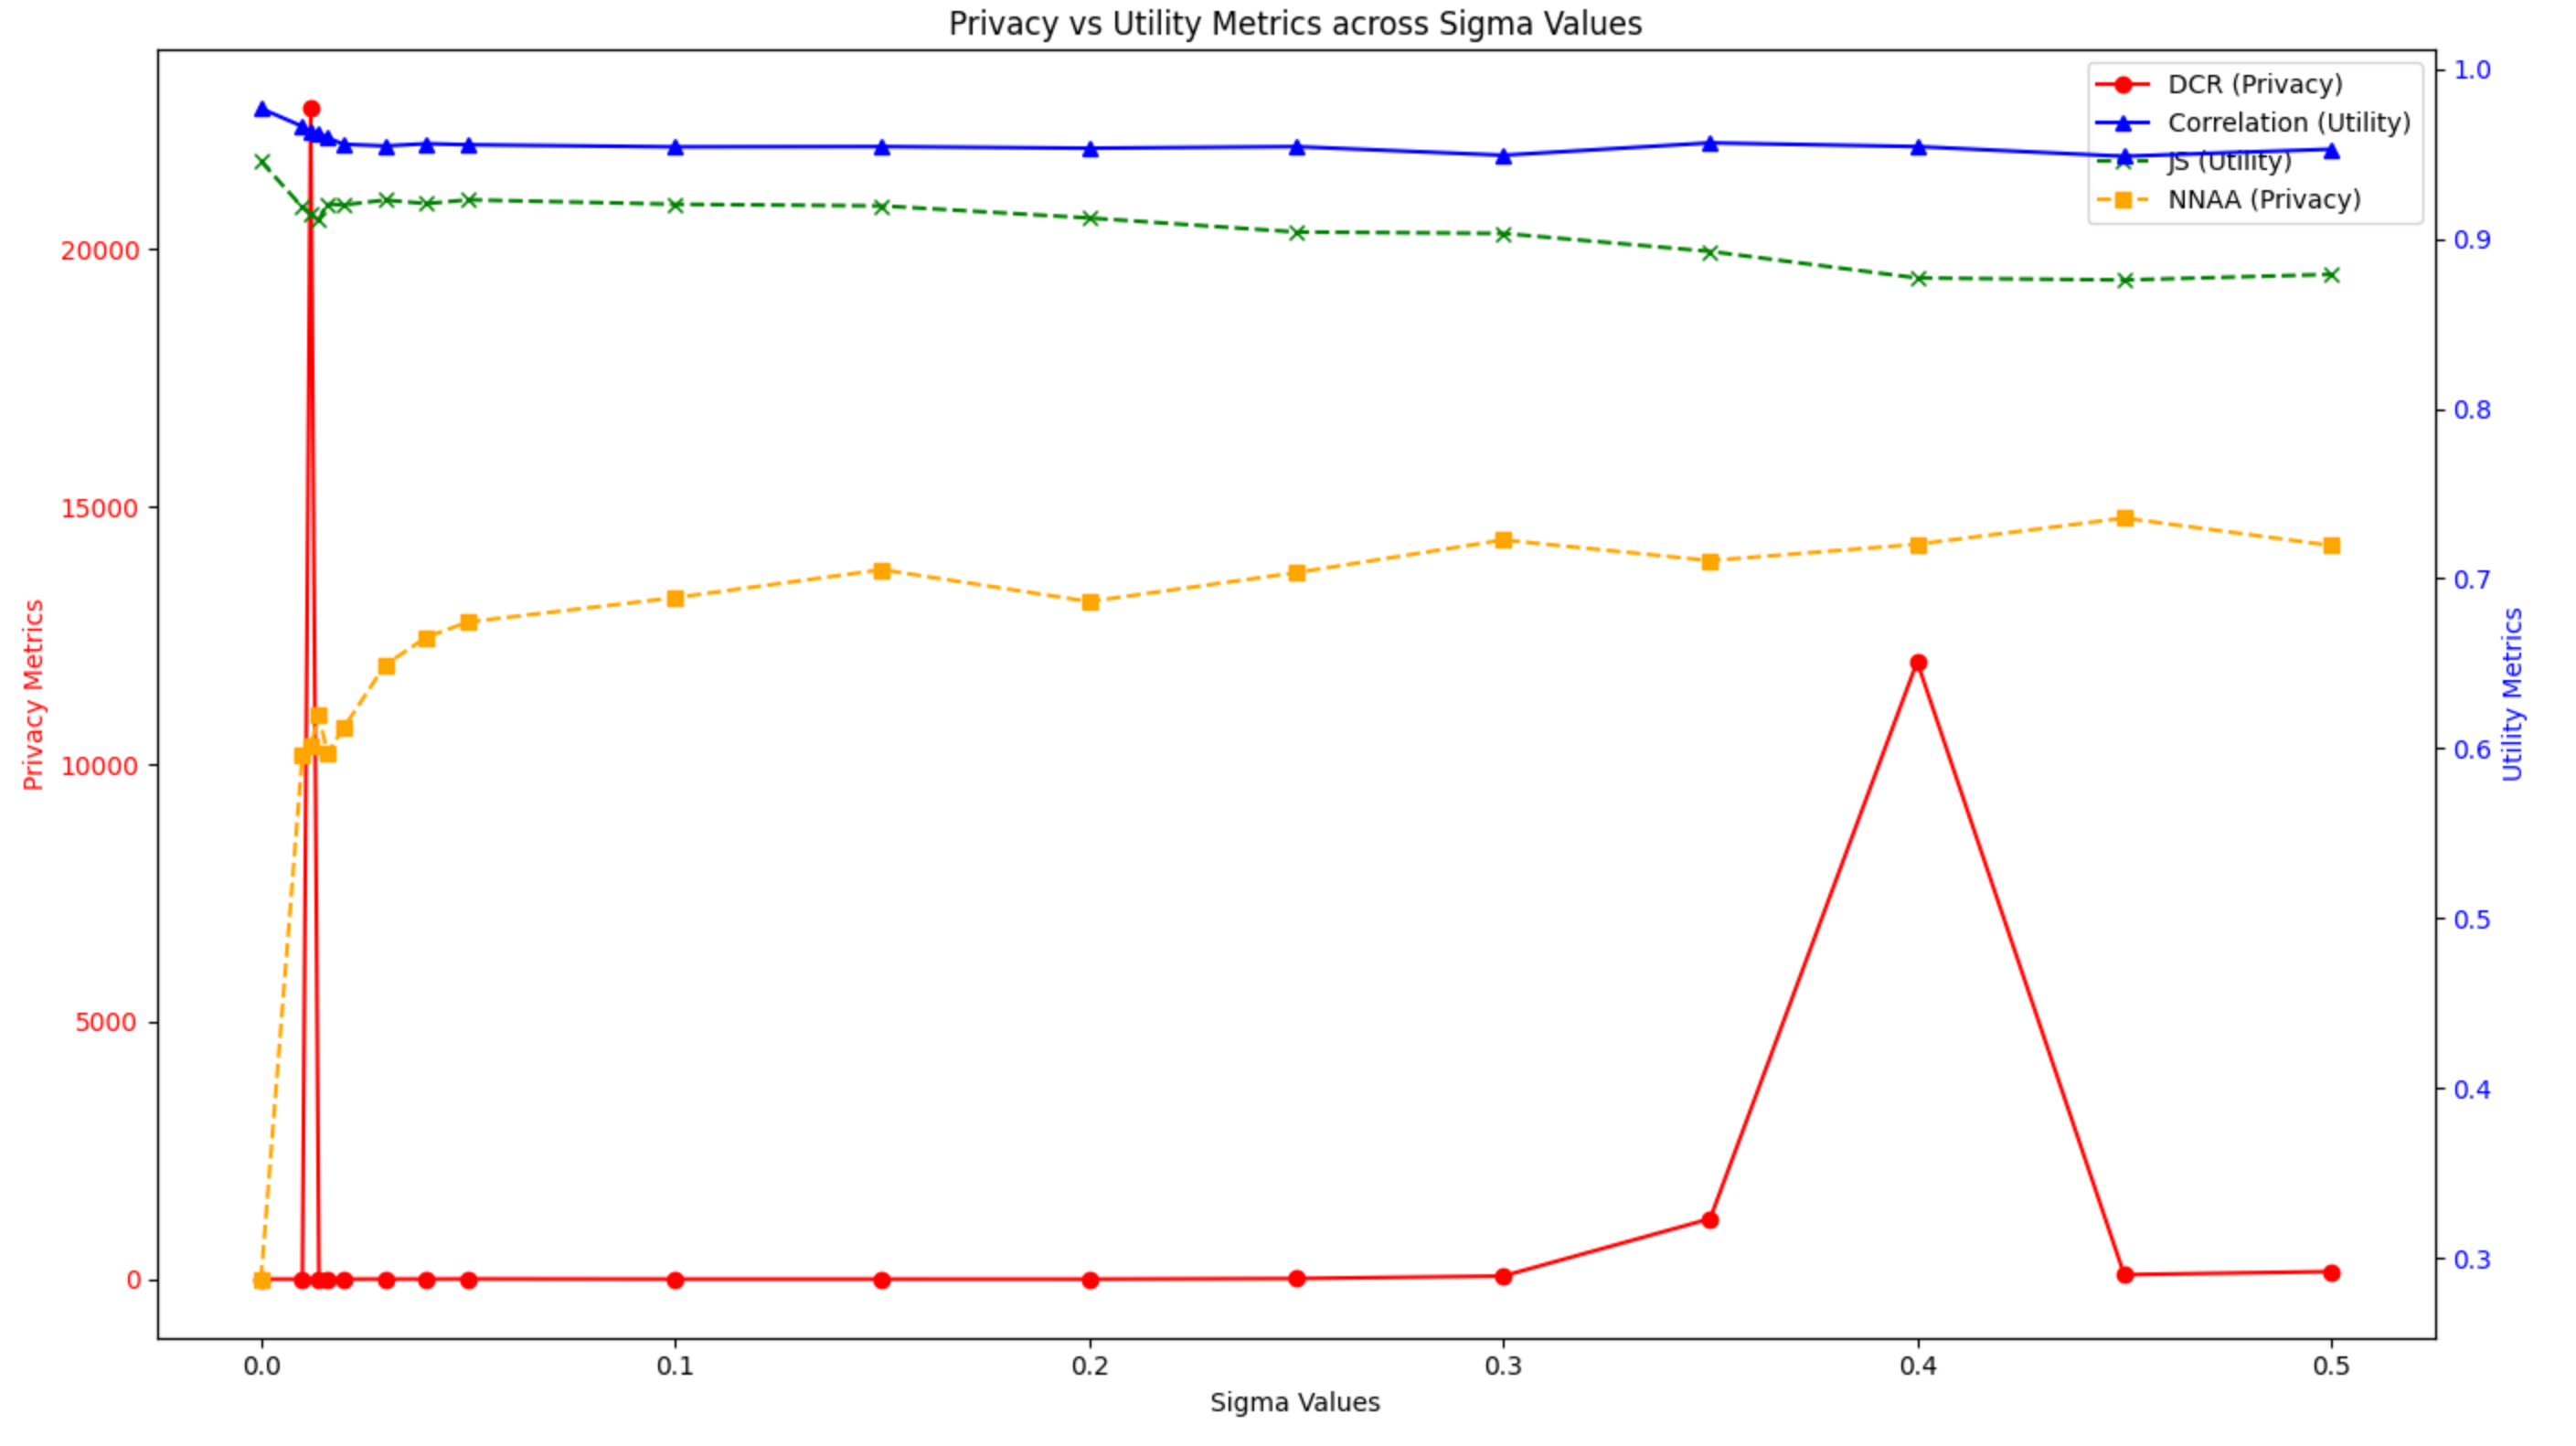 Privacy vs Utility Metrics across Sigma Values
DCR (Privacy)
Correlation (Utility)
JS (Utility)
NNAA (Privacy)
Privacy Metrics
20000
15000
10000
5000
0
Utility Metrics
1.0
0.9
0.8
0.7
0.6
0.5
0.4
0.3
0.0
0.1
0.2
0.3
0.4
0.5
Sigma Values